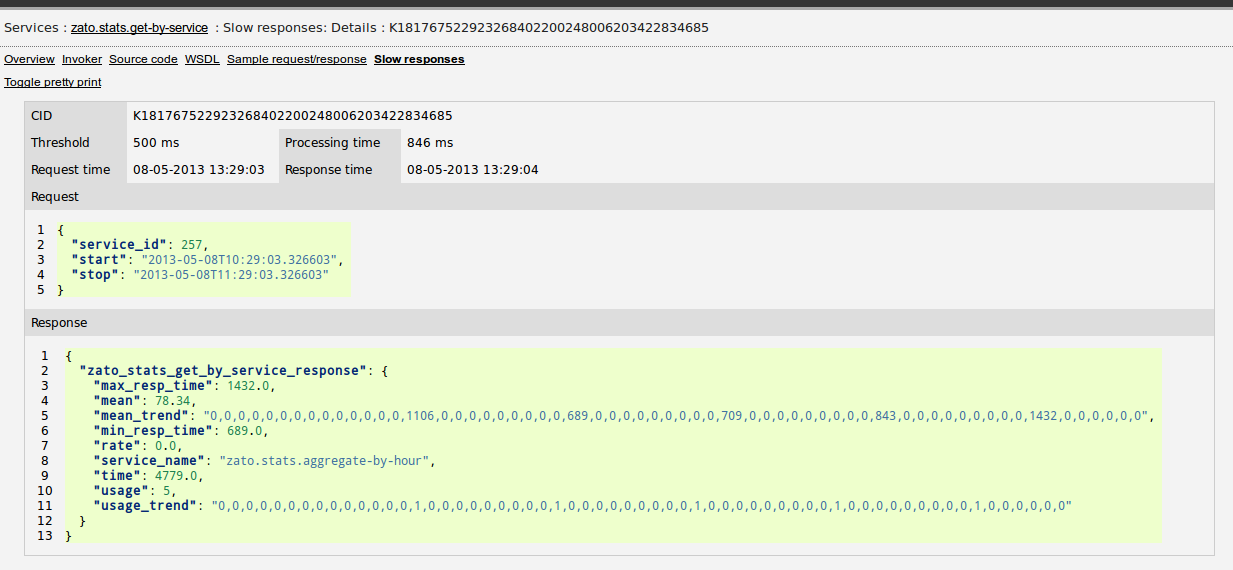 Services : zato.stats.get-by-service : Slow responses: Details : K181767522923268402200248006203422834685
Overview Invoker Source code WSDL Sample request/response Slow responses
Toggle pretty print
CID K181767522923268402200248006203422834685
Threshold 500 ms Processing time 846 ms
Request time 08-05-2013 13:29:03 Response time 08-05-2013 13:29:04
Request
1 {
2 "service_id": 257,
3 "start": "2013-05-08T10:29:03.326603",
4 "stop": "2013-05-08T11:29:03.326603"
5 }
Response
1 {
2 "zato_stats_get_by_service_response": {
3 "max_resp_time": 1432.0,
4 "mean": 78.34,
5 "mean_trend": "0,0,0,0,0,0,0,0,0,0,0,0,0,0,1106,0,0,0,0,0,0,0,0,0,689,0,0,0,0,0,0,0,0,0,709,0,0,0,0,0,0,0,0,0,843,0,0,0,0,0,0,0,0,0,1432,0,0,0,0,0,0",
6 "min_resp_time": 689.0,
7 "rate": 0.0,
8 "service_name": "zato.stats.aggregate-by-hour",
9 "time": 4779.0,
10 "usage": 5,
11 "usage_trend": "0,0,0,0,0,0,0,0,0,0,0,0,0,0,1,0,0,0,0,0,0,0,0,0,1,0,0,0,0,0,0,0,0,0,1,0,0,0,0,0,0,0,0,0,1,0,0,0,0,0,0,0,0,0,1,0,0,0,0,0,0"
12 }
13 }